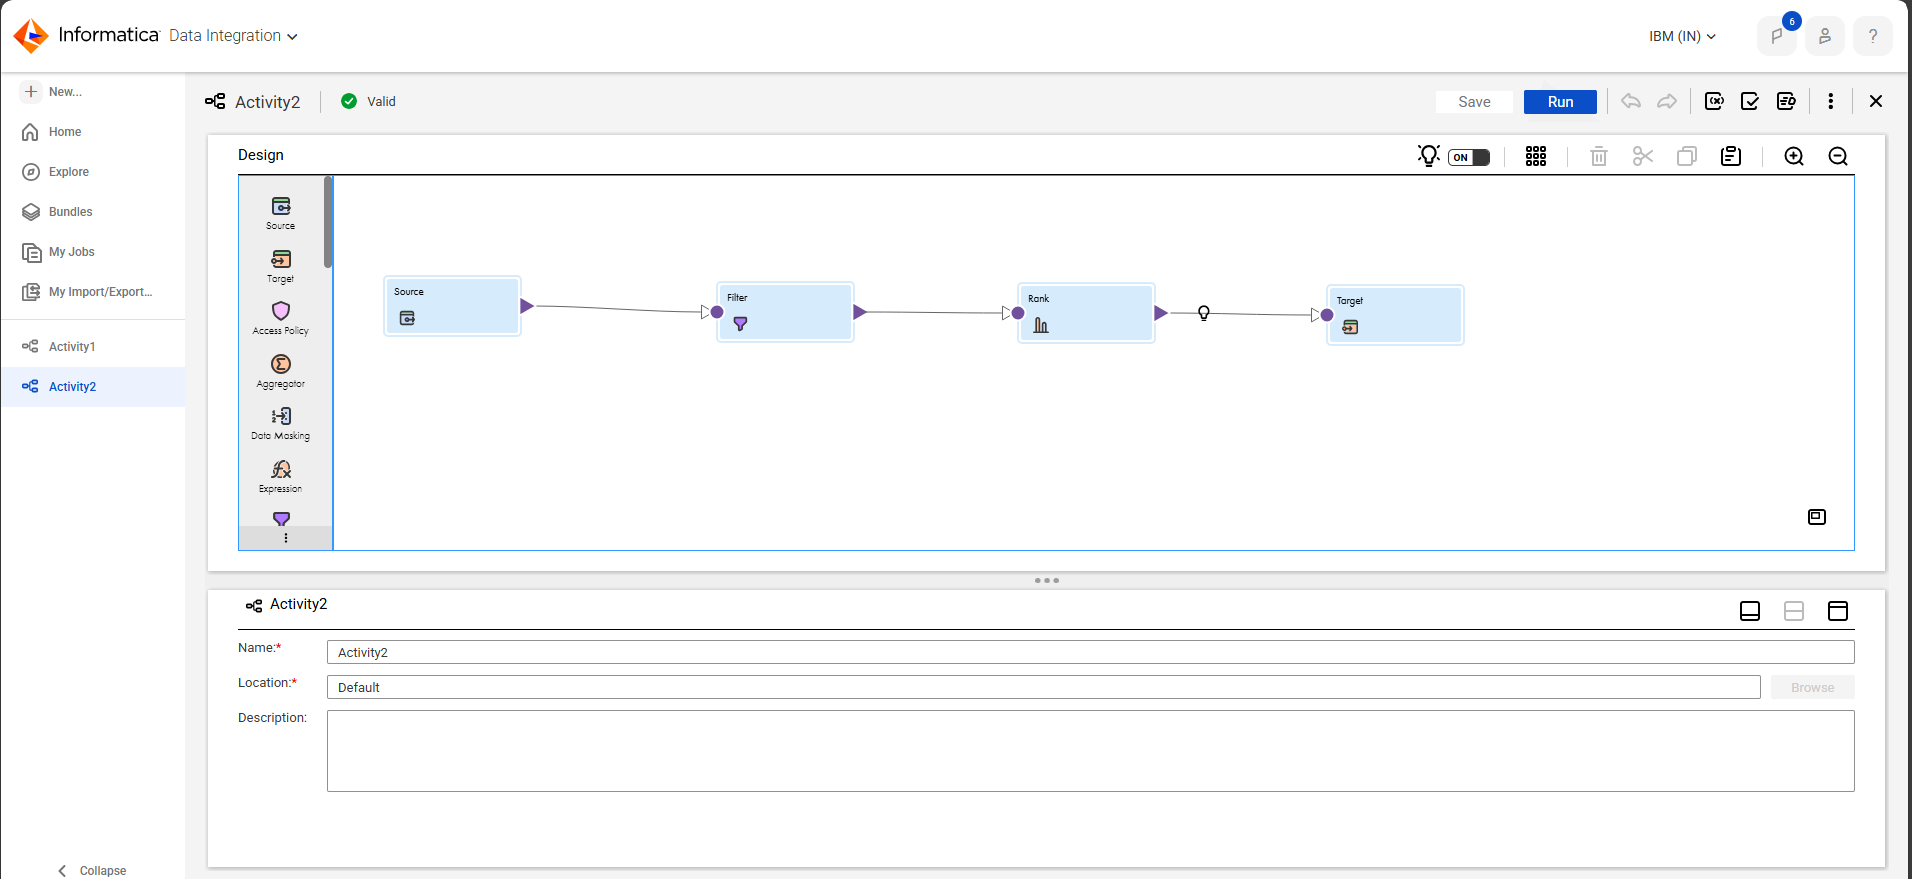 Informatica Data Integration
IBM (IN)
6
?
New...
Home
Explore
Bundles
My Jobs
My Import/Export...
Activity1
Activity2
Collapse
Activity2
Valid
Save
Run
Design
ON
Source
Target
Access Policy
Aggregator
Data Masking
Expression
Source
Filter
Rank
Target
Activity2
Name:*
Activity2
Location:*
Default
Browse
Description: